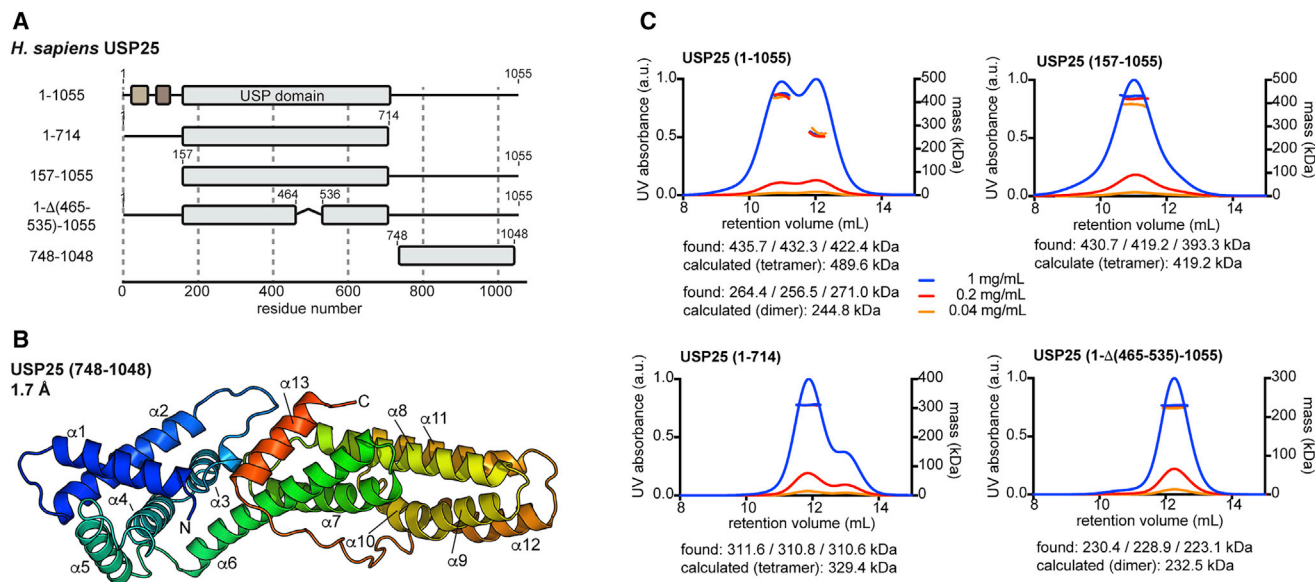 A
H. sapiens USP25
1
1055
1-1055
USP domain
1
714
1-714
157
1055
157-1055
1
464
536
1055
1-Δ(465-
535)-1055
748
1048
748-1048
0
200
400
600
800
1000
residue number
B
USP25 (748-1048)
1.7 Å
α1
α2
α13
C
α8
α11
α4
α3
N
α5
α6
α7
α10
α9
α12
C
USP25 (1-1055)
UV absorbance (a.u.)
1.0
0.5
0.0
500
400
300
200
100
0
mass (kDa)
8
10
12
14
retention volume (mL)
found: 435.7 / 432.3 / 422.4 kDa
calculated (tetramer): 489.6 kDa
found: 264.4 / 256.5 / 271.0 kDa
calculated (dimer): 244.8 kDa
USP25 (157-1055)
UV absorbance (a.u.)
1.0
0.5
0.0
500
400
300
200
100
0
mass (kDa)
8
10
12
14
retention volume (mL)
found: 430.7 / 419.2 / 393.3 kDa
calculate (tetramer): 419.2 kDa
1 mg/mL
0.2 mg/mL
0.04 mg/mL
USP25 (1-714)
UV absorbance (a.u.)
1.0
0.5
0.0
400
300
200
100
0
mass (kDa)
8
10
12
14
retention volume (mL)
found: 311.6 / 310.8 / 310.6 kDa
calculated (tetramer): 329.4 kDa
USP25 (1-Δ(465-535)-1055)
UV absorbance (a.u.)
1.0
0.5
0.0
300
200
100
0
mass (kDa)
8
10
12
14
retention volume (mL)
found: 230.4 / 228.9 / 223.1 kDa
calculated (dimer): 232.5 kDa